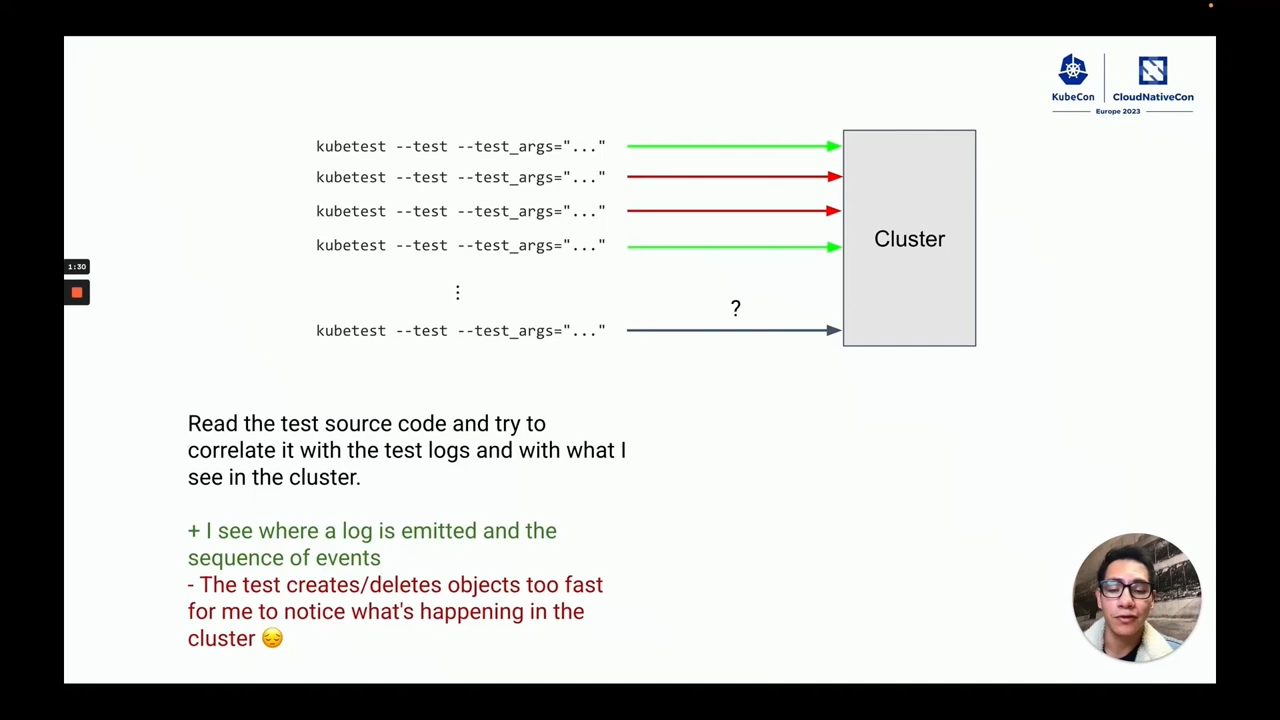 KubeCon
CloudNativeCon
Europe 2023
kubetest --test --test_args="..."
kubetest --test --test_args="..."
kubetest --test --test_args="..."
kubetest --test --test_args="..."
⋮
?
kubetest --test --test_args="..."
Cluster
1:30
Read the test source code and try to
correlate it with the test logs and with what I
see in the cluster.
+ I see where a log is emitted and the
sequence of events
- The test creates/deletes objects too fast
for me to notice what's happening in the
cluster 😔